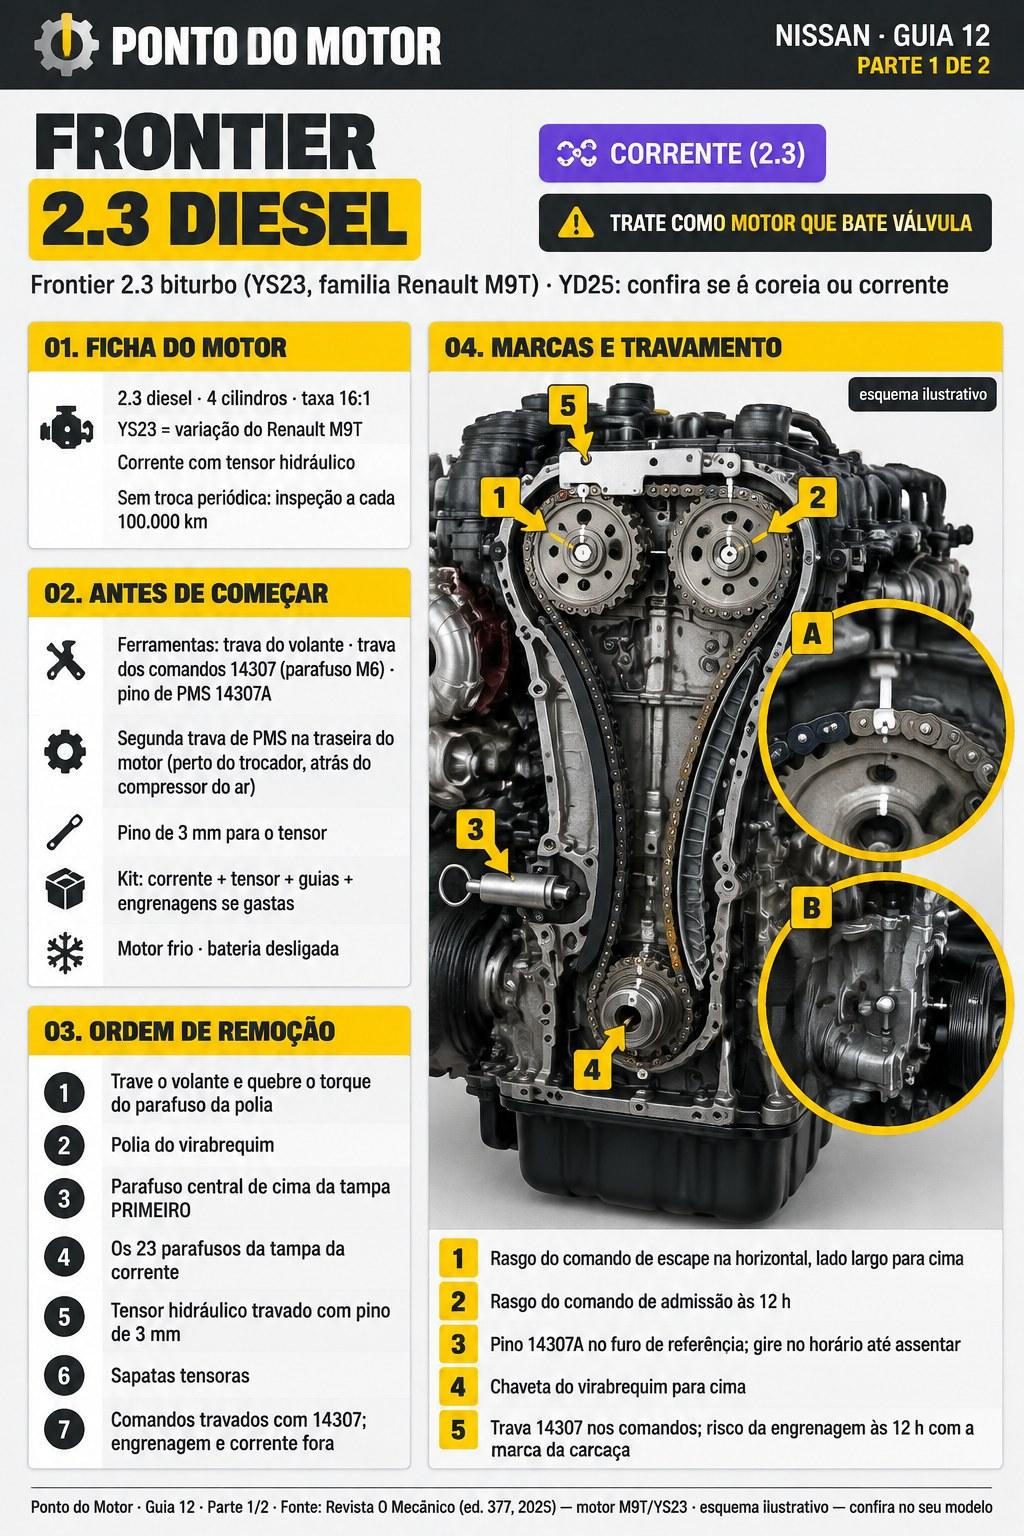 PONTO DO MOTOR
NISSAN · GUIA 12
PARTE 1 DE 2
FRONTIER
2.3 DIESEL
CORRENTE (2.3)
TRATE COMO MOTOR QUE BATE VÁLVULA
Frontier 2.3 biturbo (YS23, familia Renault M9T) · YD25: confira se á coreia ou corrente
01. FICHA DO MOTOR
2.3 diesel · 4 cilindros · taxa 16:1
YS23 = variação do Renault M9T
Corrente com tensor hidráulico
Sem troca periódica: inspeção a cada
100.000 km
02. ANTES DE COMEÇAR
Ferramentas: trava do volante · trava
dos comandos 14307 (parafuso M6) ·
pino de PMS 14307A
Segunda trava de PMS na traseira do
motor (perto do trocador, atrás do
compressor do ar)
Pino de 3 mm para o tensor
Kit: corrente + tensor + guias +
engrenagens se gastas
Motor frio · bateria desligada
03. ORDEM DE REMOÇÃO
1 Trave o volante e quebre o torque
do parafuso da polia
2 Polia do virabrequim
3 Parafuso central de cima da tampa
PRIMEIRO
4 Os 23 parafusos da tampa da
corrente
5 Tensor hidráulico travado com pino
de 3 mm
6 Sapatas tensoras
7 Comandos travados com 14307;
engrenagem e corrente fora
04. MARCAS E TRAVAMENTO
esquema ilustrativo
5
1
2
A
3
B
4
1 Rasgo do comando de escape na horizontal, lado largo para cima
2 Rasgo do comando de admissão às 12 h
3 Pino 14307A no furo de referência; gire no horário até assentar
4 Chaveta do virabrequim para cima
5 Trava 14307 nos comandos; risco da engrenagem às 12 h com a
marca da carcaça
Ponto do Motor · Guia 12 · Parte 1/2 · Fonte: Revista O Mecânico (ed. 377, 2025) — motor M9T/YS23 · esquema ilustrativo — confira no seu modelo